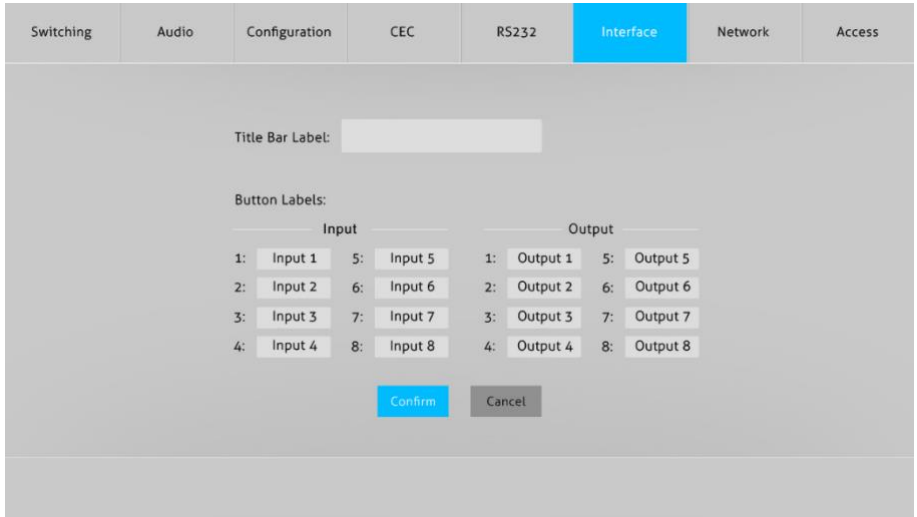 Switching Audio Configuration CEC RS232 Interface Network Access
Title Bar Label:
Button Labels:
Input Output
1: Input 1 5: Input 5 1: Output 1 5: Output 5
2: Input 2 6: Input 6 2: Output 2 6: Output 6
3: Input 3 7: Input 7 3: Output 3 7: Output 7
4: Input 4 8: Input 8 4: Output 4 8: Output 8
Confirm Cancel